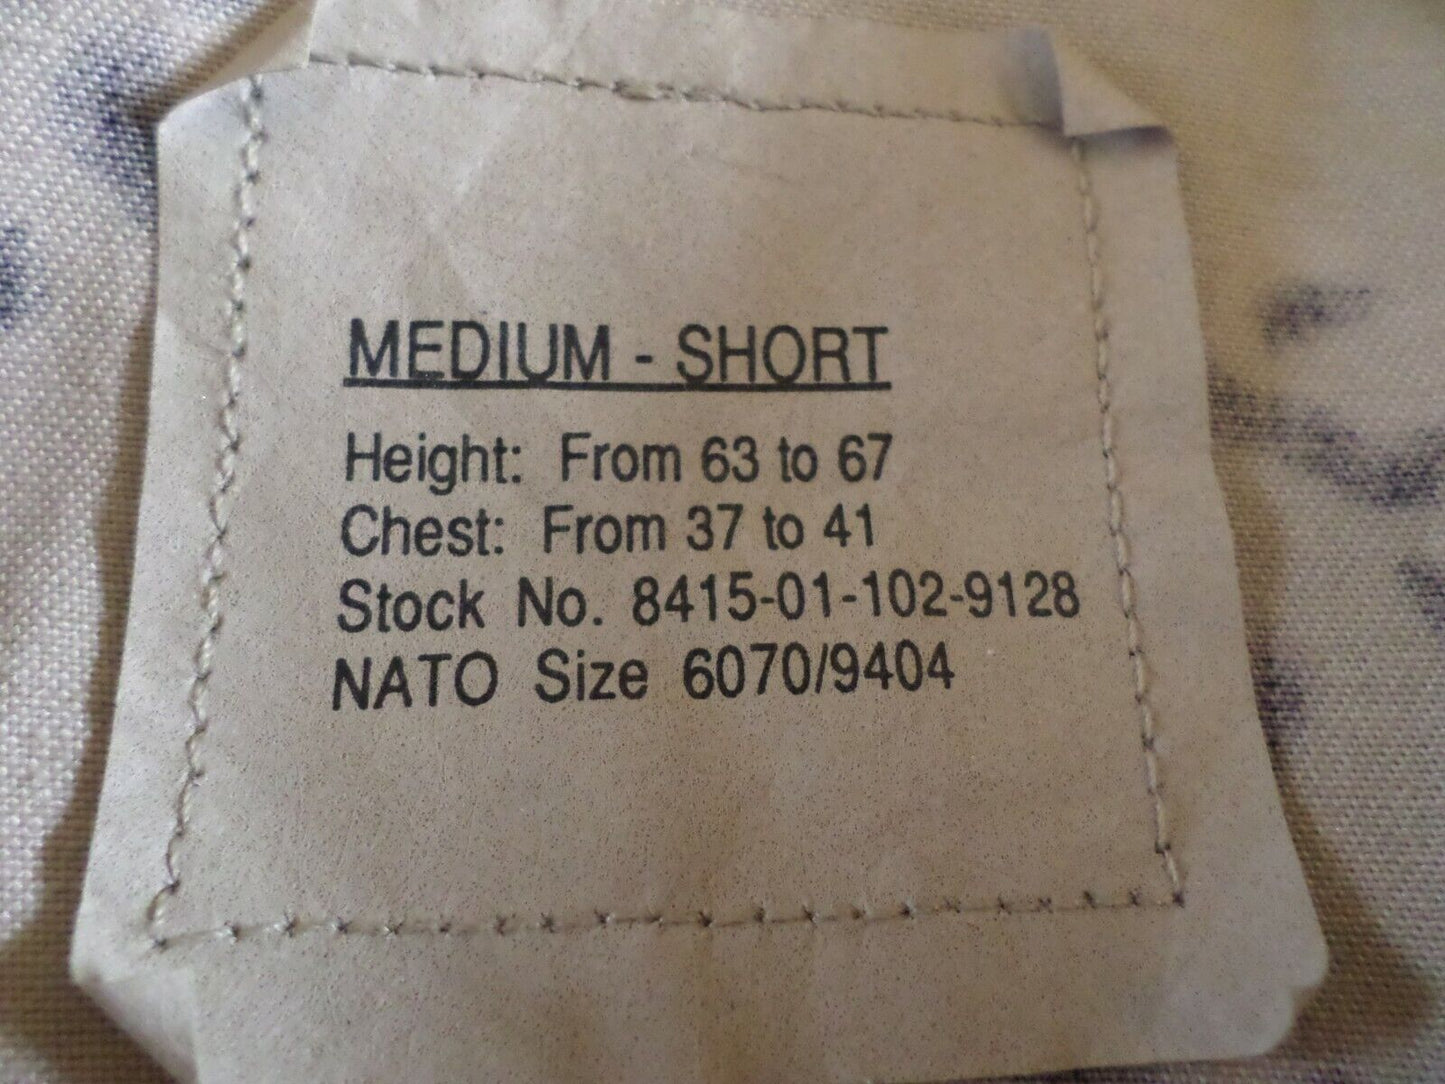 MEDIUM - SHORT
Height: From 63 to 67
Chest: From 37 to 41
Stock No. 8415-01-102-9128
NATO Size 6070/9404